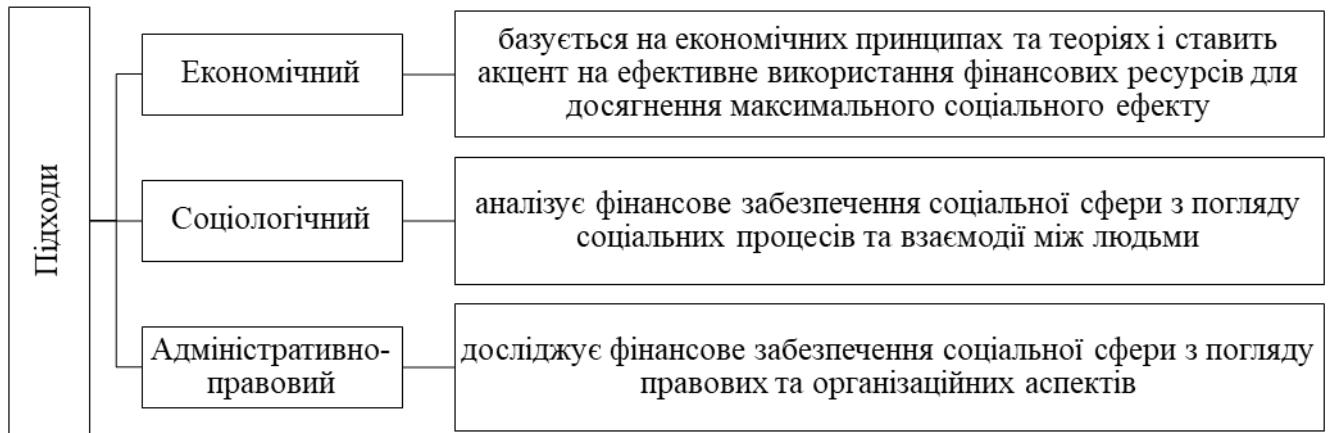 Підходи
Економічний
базується на економічних принципах та теоріях і ставить
акцент на ефективне використання фінансових ресурсів для
досягнення максимального соціального ефекту
Соціологічний
аналізує фінансове забезпечення соціальної сфери з погляду
соціальних процесів та взаємодії між людьми
Адміністративно-
правовий
досліджує фінансове забезпечення соціальної сфери з погляду
правових та організаційних аспектів